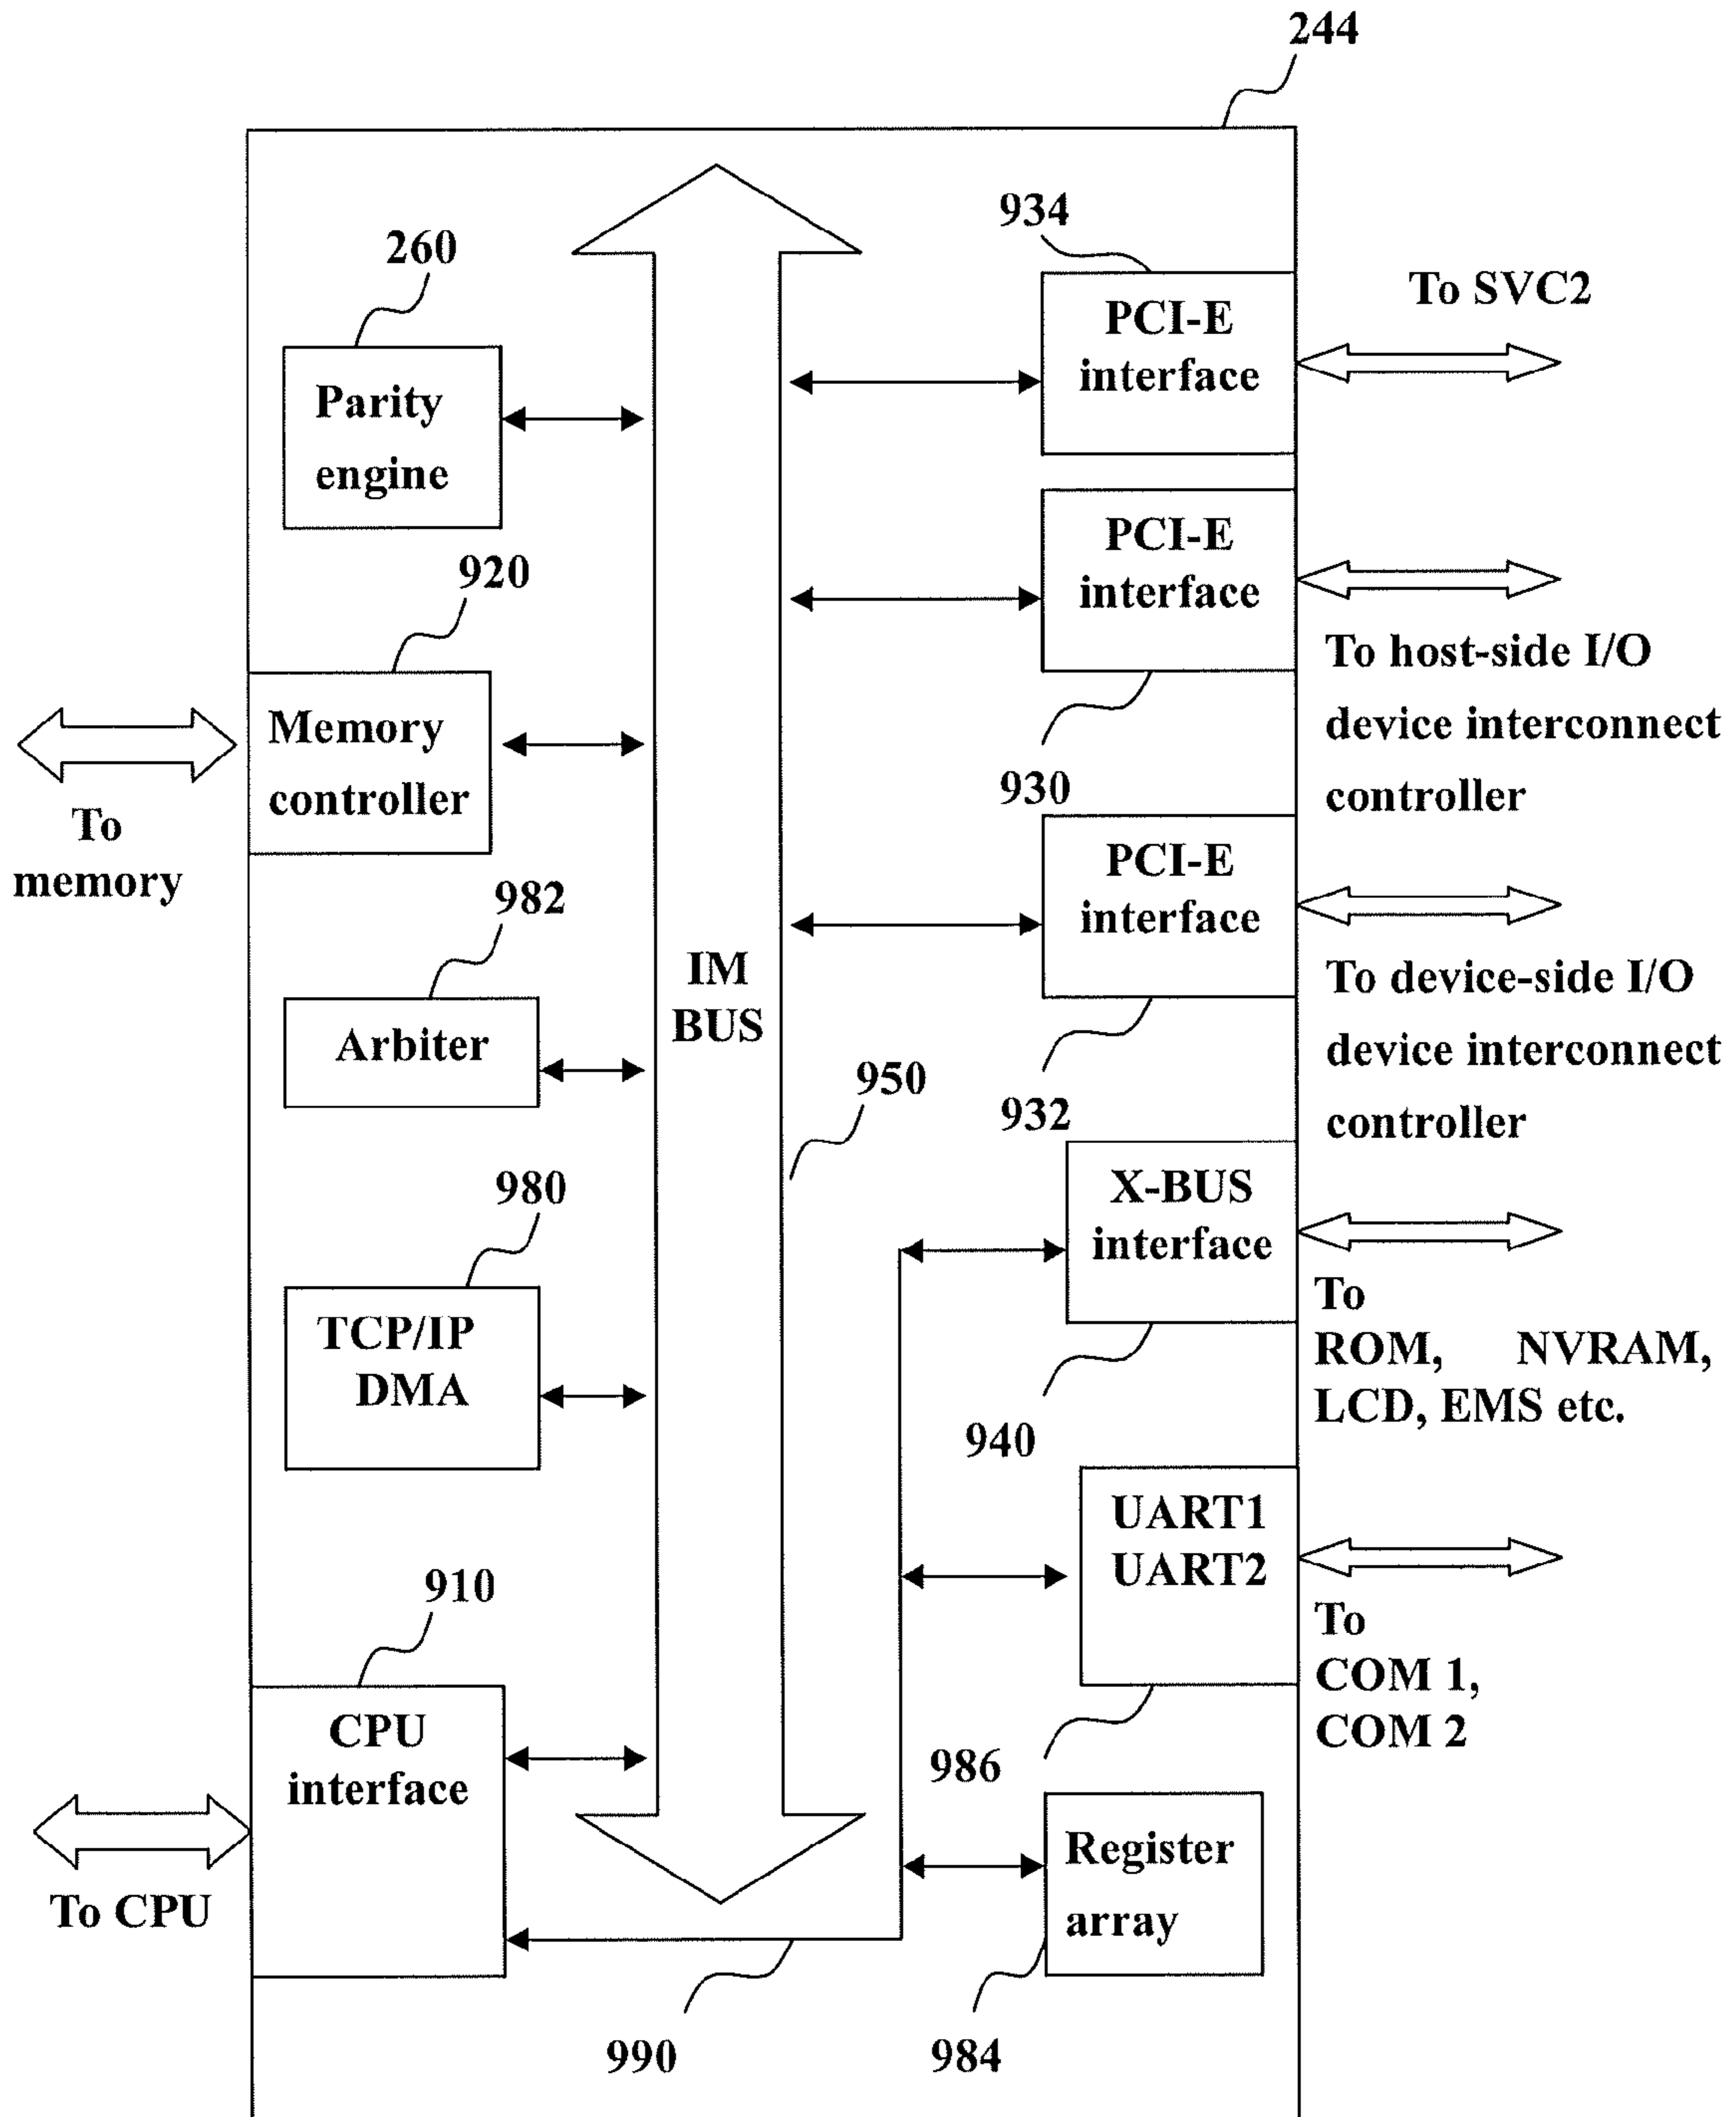 244
934
260
To SVC2
PCI-E
interface
Parity
engine
PCI-E
interface
920
To host-side I/O
device interconnect
controller
Memory
controller
930
To
memory
PCI-E
interface
982
IM
BUS
To device-side I/O
device interconnect
controller
Arbiter
950
932
980
X-BUS
interface
To
ROM, NVRAM,
LCD, EMS etc.
TCP/IP
DMA
940
UART1
UART2
910
To
COM 1,
COM 2
CPU
interface
986
Register
array
To CPU
990
984